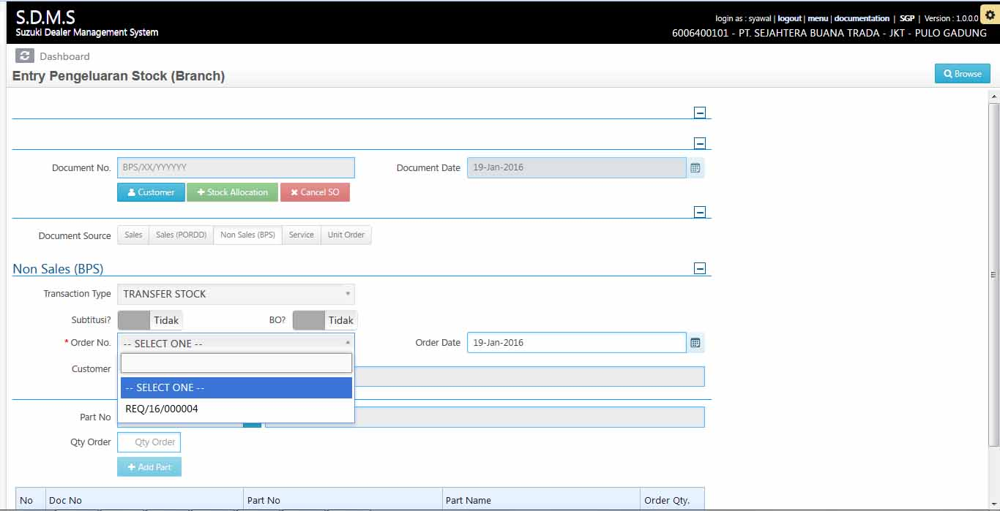 S.D.M.S
Suzuki Dealer Management System
login as : syawal | logout | menu | documentation | SGP | Version : 1.0.0.0
6006400101 - PT. SEJAHTERA BUANA TRADA - JKT - PULO GADUNG
Dashboard
Entry Pengeluaran Stock (Branch)
Browse
Document No. BPS/XX/YYYYYY Document Date 19-Jan-2016
Customer + Stock Allocation Cancel SO
Document Source Sales Sales (PORDD) Non Sales (BPS) Service Unit Order
Non Sales (BPS)
Transaction Type TRANSFER STOCK
Subtitusi? Tidak BO? Tidak
* Order No. -- SELECT ONE -- Order Date 19-Jan-2016
Customer
-- SELECT ONE --
REQ/16/000004
Part No
Qty Order Qty Order
+ Add Part
No Doc No Part No Part Name Order Qty.